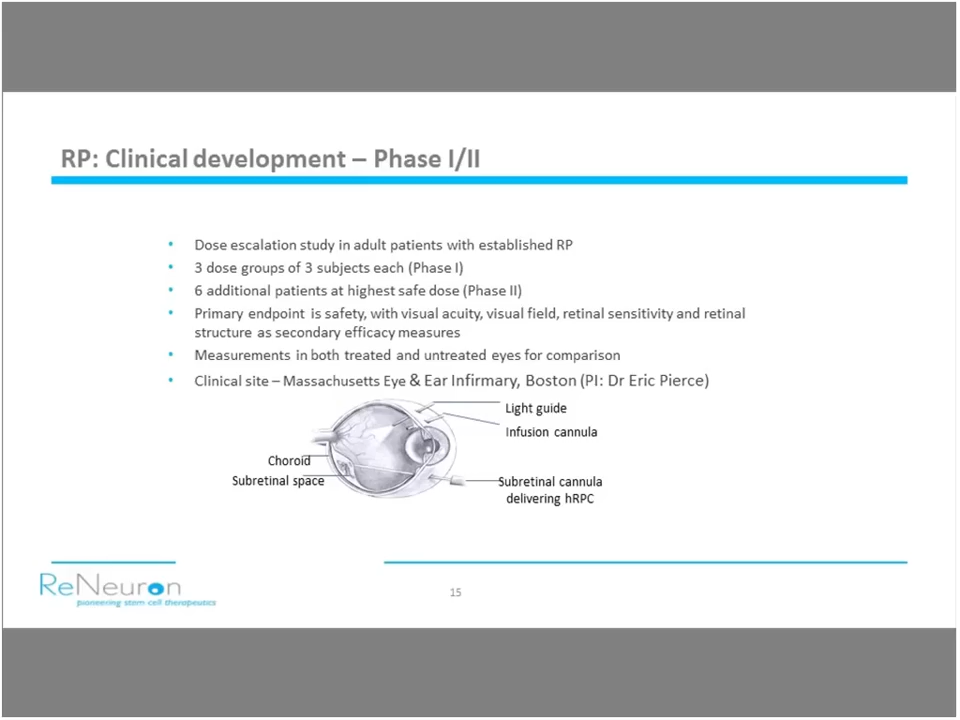 RP: Clinical development – Phase I/II
• Dose escalation study in adult patients with established RP
• 3 dose groups of 3 subjects each (Phase I)
• 6 additional patients at highest safe dose (Phase II)
• Primary endpoint is safety, with visual acuity, visual field, retinal sensitivity and retinal
structure as secondary efficacy measures
• Measurements in both treated and untreated eyes for comparison
• Clinical site – Massachusetts Eye & Ear Infirmary, Boston (PI: Dr Eric Pierce)
Light guide
Infusion cannula
Choroid
Subretinal space
Subretinal cannula
delivering hRPC
ReNeuron
pioneering stem cell therapeutics
15